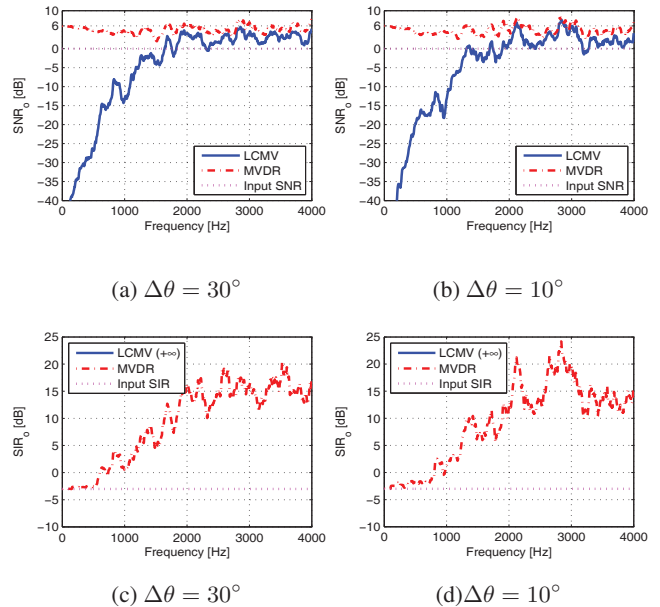 10
6
0
−5
−10
−15
−20
−25
−30
−35
−40
SNRo [dB]
LCMV
MVDR
Input SNR
0 1000 2000 3000 4000
Frequency [Hz]
10
6
0
−5
−10
−15
−20
−25
−30
−35
−40
SNRo [dB]
LCMV
MVDR
Input SNR
0 1000 2000 3000 4000
Frequency [Hz]
(a) Δθ = 30° (b) Δθ = 10°
25
20
15
10
5
0
−5
−10
SIRo [dB]
LCMV (+∞)
MVDR
Input SIR
0 1000 2000 3000 4000
Frequency [Hz]
25
20
15
10
5
0
−5
−10
SIRo [dB]
LCMV (+∞)
MVDR
Input SIR
0 1000 2000 3000 4000
Frequency [Hz]
(c) Δθ = 30° (d)Δθ = 10°